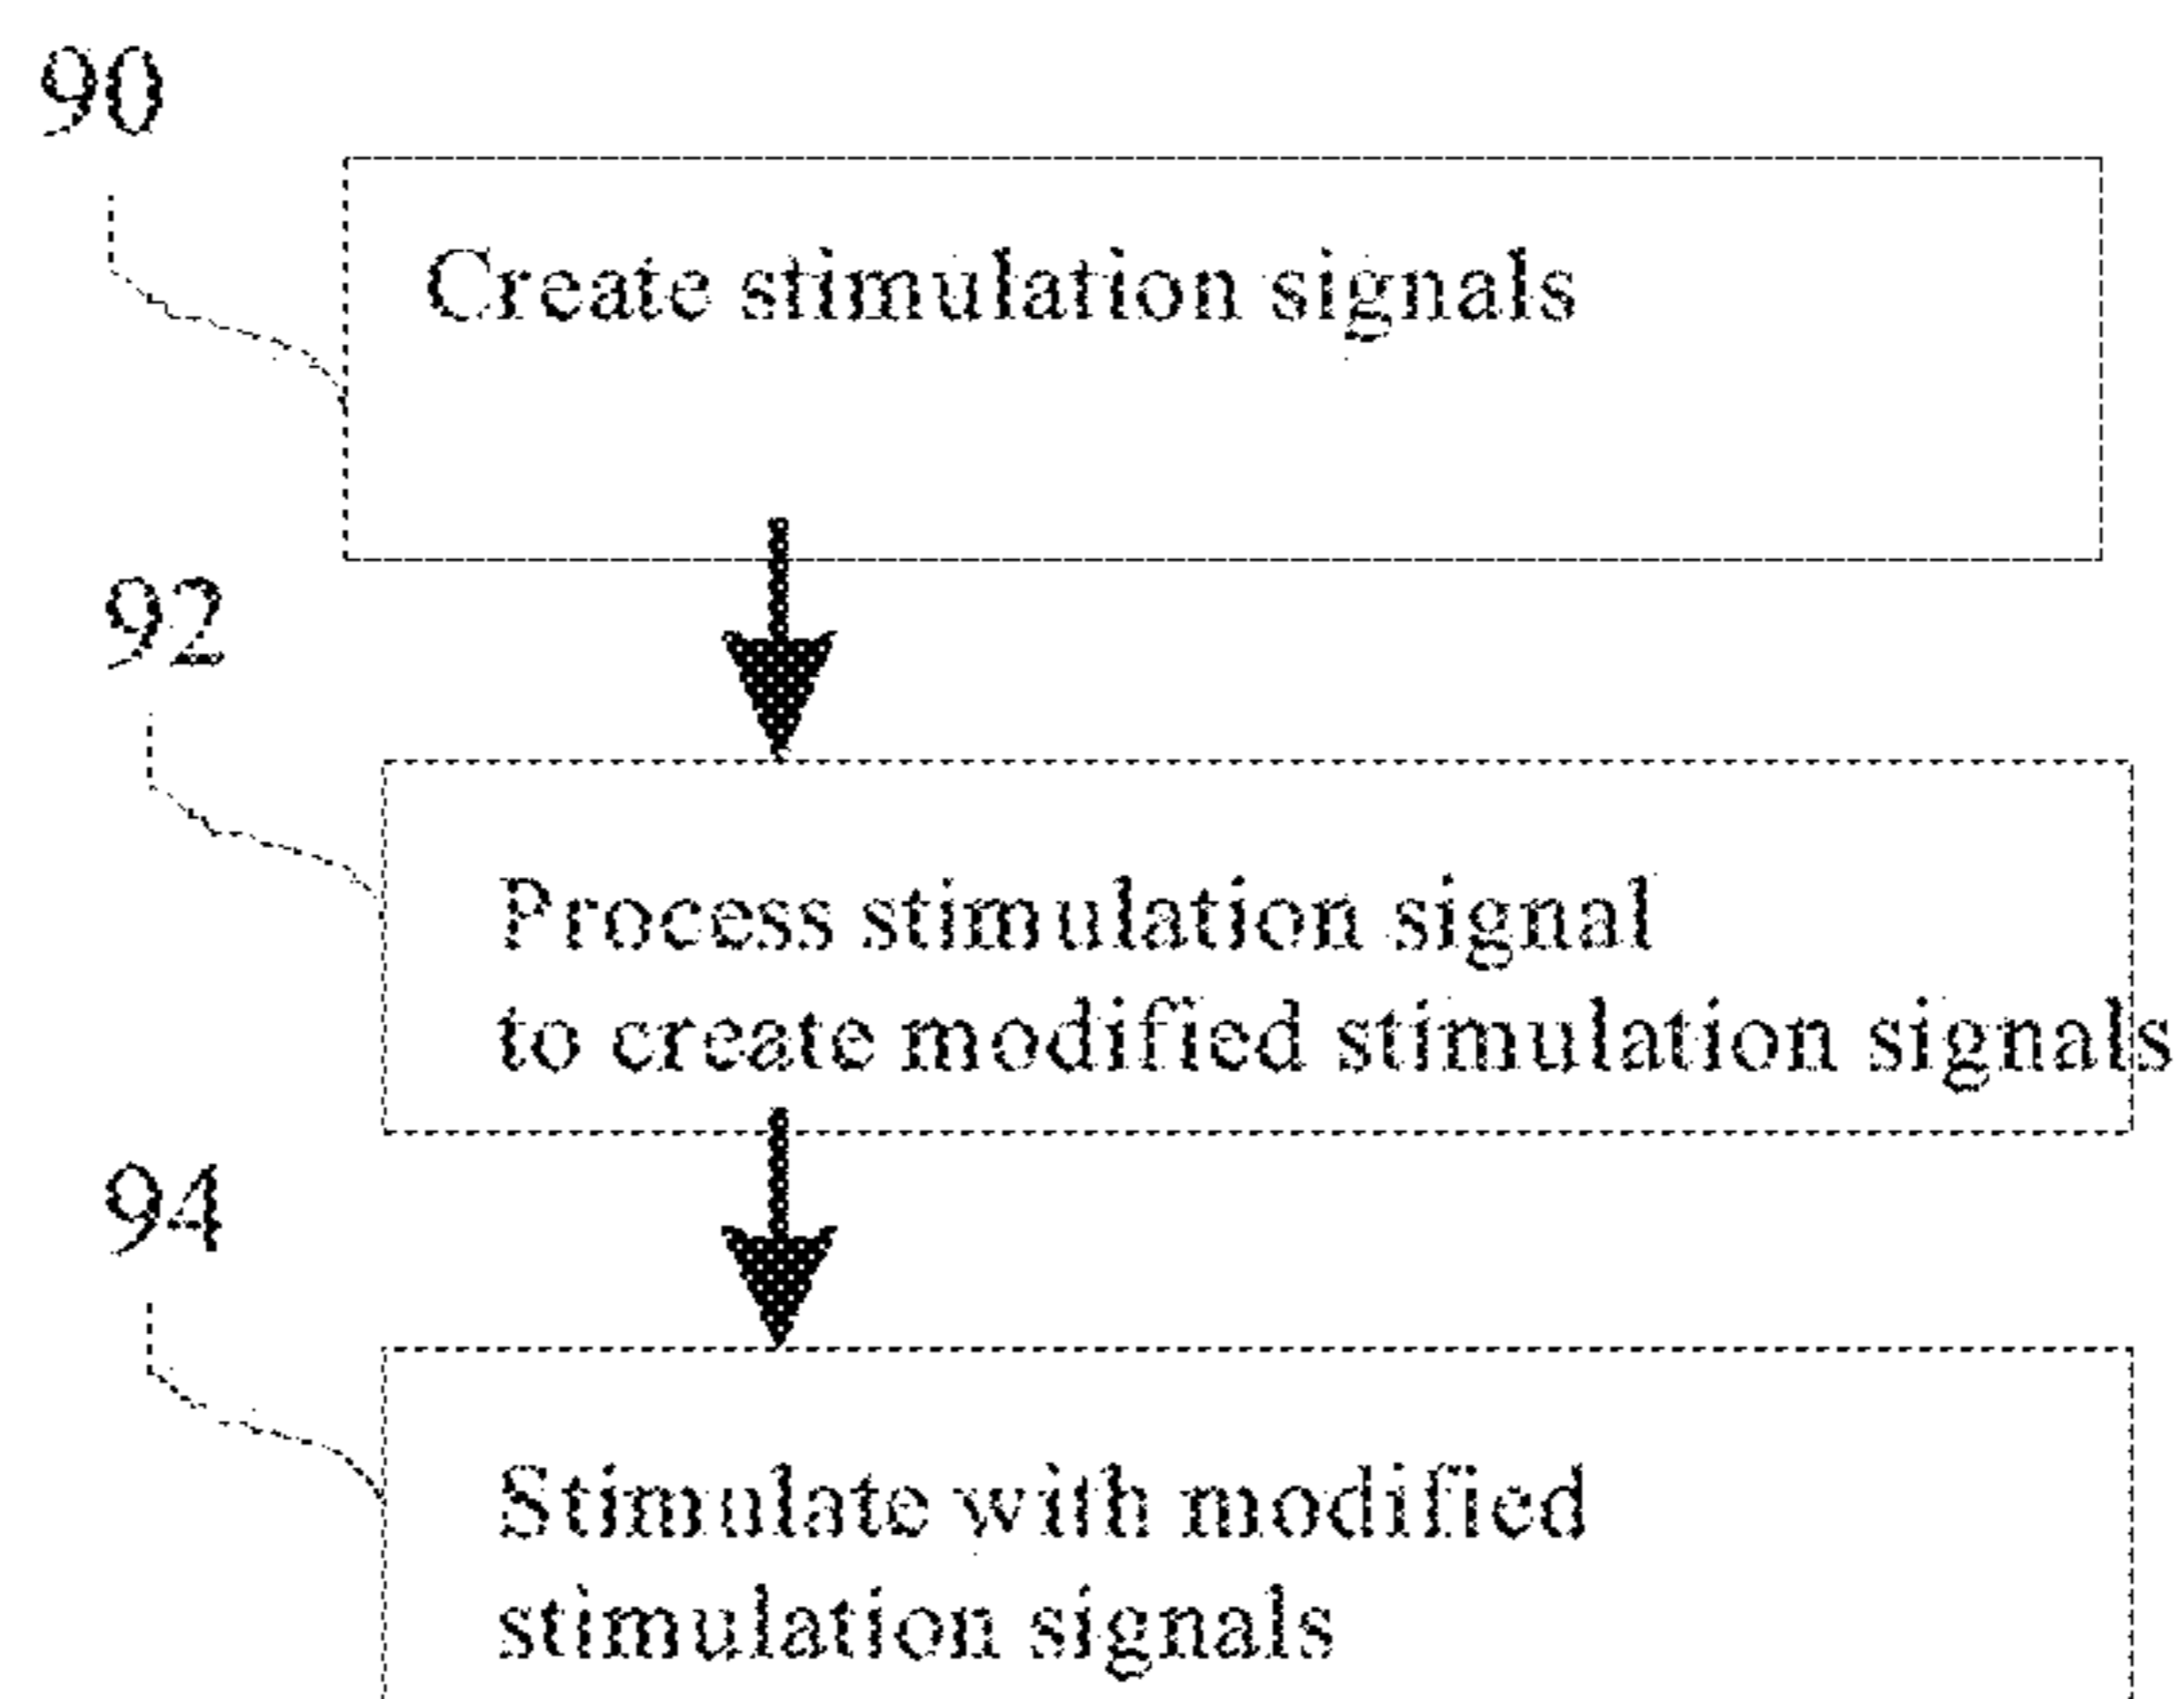 90
Create stimulation signals
92
Process stimulation signal
to create modified stimulation signals
94
Stimulate with modified
stimulation signals